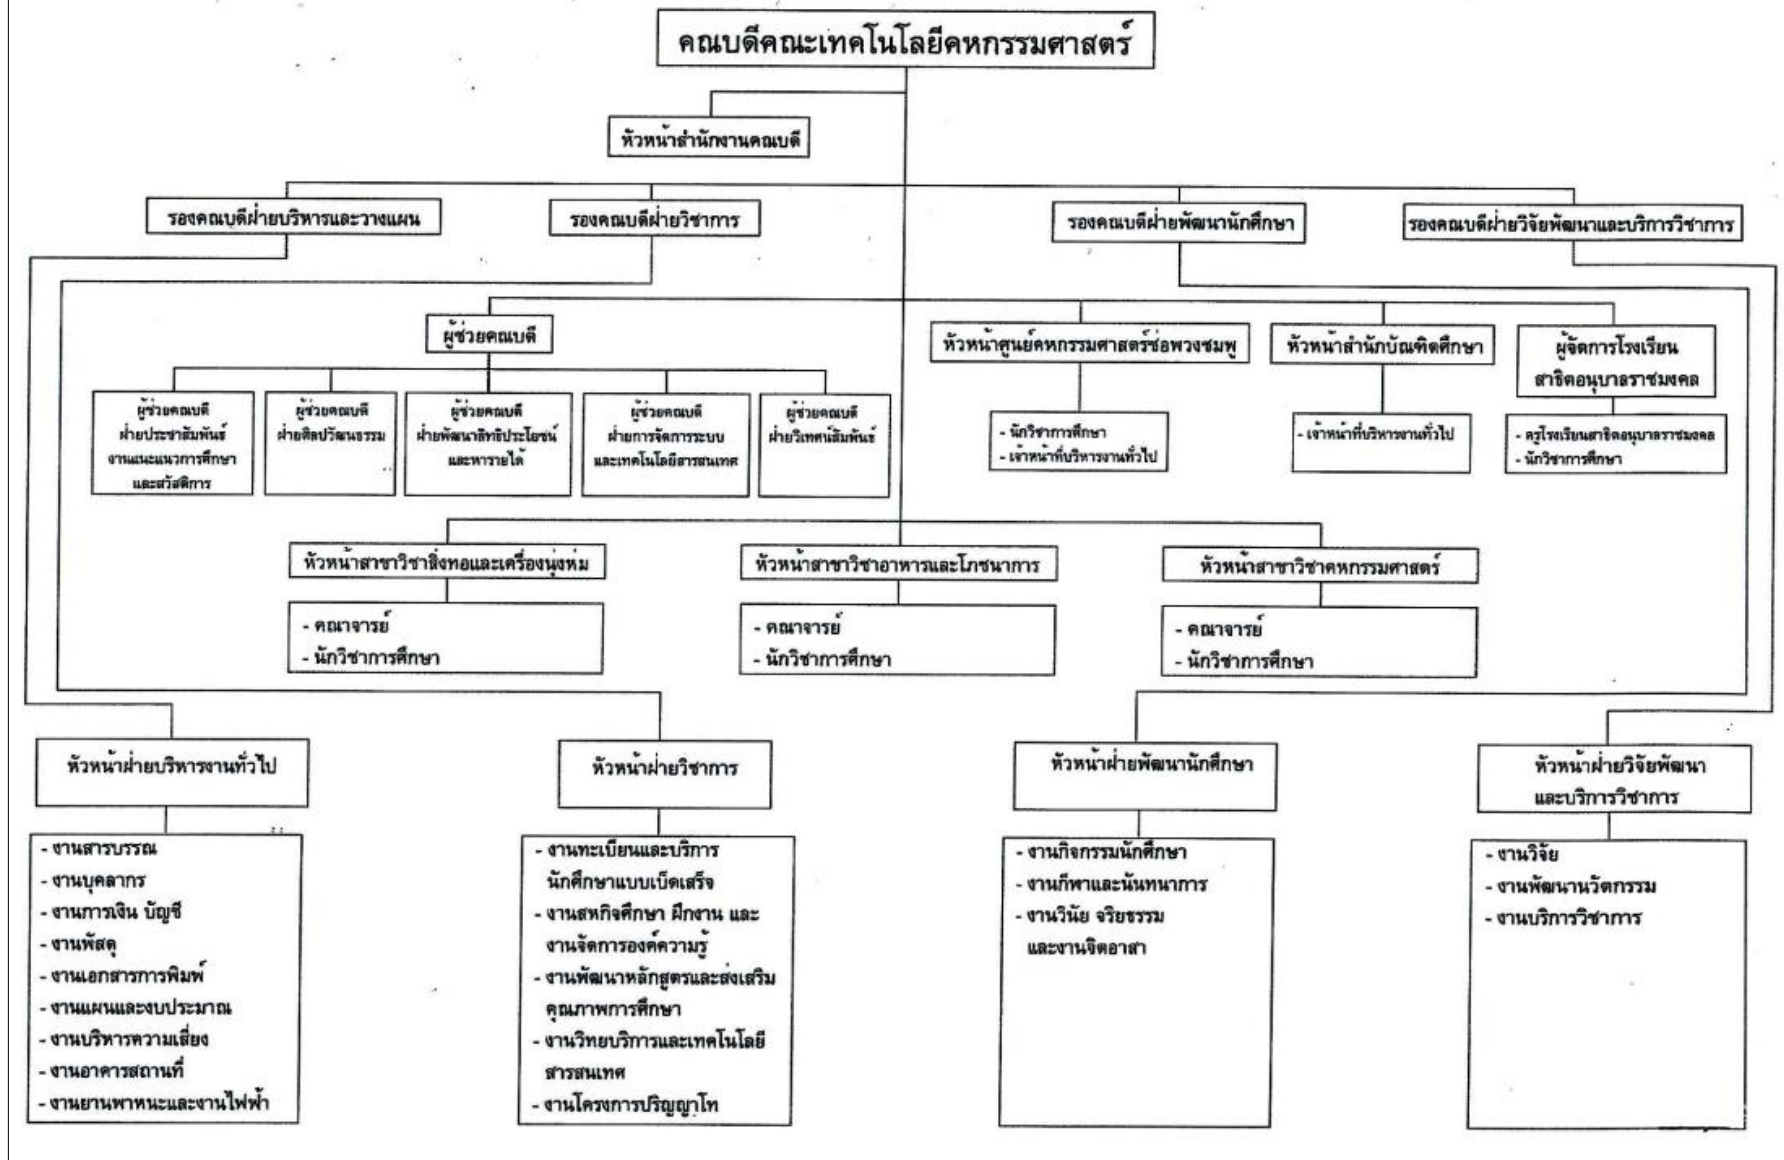 คณบดีคณะเทคโนโลยีคหกรรมศาสตร์
หัวหน้าสำนักงานคณบดี
รองคณบดีฝ่ายบริหารและวางแผน
รองคณบดีฝ่ายวิชาการ
รองคณบดีฝ่ายพัฒนานักศึกษา
รองคณบดีฝ่ายวิจัยพัฒนาและบริการวิชาการ
ผู้ช่วยคณบดี
หัวหน้าศูนย์คหกรรมศาสตร์ช่อพวงชมพู
หัวหน้าสำนักบัณฑิตศึกษา
ผู้จัดการโรงเรียน
สาธิตอนุบาลราชมงคล
ผู้ช่วยคณบดี
ฝ่ายประชาสัมพันธ์
งานแนะแนวการศึกษา
และสวัสดิการ
ผู้ช่วยคณบดี
ฝ่ายศิลปวัฒนธรรม
ผู้ช่วยคณบดี
ฝ่ายพัฒนาสิทธิประโยชน์
และหารายได้
ผู้ช่วยคณบดี
ฝ่ายการจัดการระบบ
และเทคโนโลยีสารสนเทศ
ผู้ช่วยคณบดี
ฝ่ายวิเทศน์สัมพันธ์
- นักวิชาการศึกษา
- เจ้าหน้าที่บริหารงานทั่วไป
- เจ้าหน้าที่บริหารงานทั่วไป
- ครูโรงเรียนสาธิตอนุบาลราชมงคล
- นักวิชาการศึกษา
หัวหน้าสาขาวิชาสิ่งทอและเครื่องนุ่งห่ม
หัวหน้าสาขาวิชาอาหารและโภชนาการ
หัวหน้าสาขาวิชาคหกรรมศาสตร์
- คณาจารย์
- นักวิชาการศึกษา
- คณาจารย์
- นักวิชาการศึกษา
- คณาจารย์
- นักวิชาการศึกษา
หัวหน้าฝ่ายบริหารงานทั่วไป
หัวหน้าฝ่ายวิชาการ
หัวหน้าฝ่ายพัฒนานักศึกษา
หัวหน้าฝ่ายวิจัยพัฒนา
และบริการวิชาการ
- งานสารบรรณ
- งานบุคลากร
- งานการเงิน บัญชี
- งานพัสดุ
- งานเอกสารการพิมพ์
- งานแผนและงบประมาณ
- งานบริหารความเสี่ยง
- งานอาคารสถานที่
- งานยานพาหนะและงานไฟฟ้า
- งานทะเบียนและบริการ
นักศึกษาแบบเบ็ดเสร็จ
- งานสหกิจศึกษา ฝึกงาน และ
งานจัดการองค์ความรู้
- งานพัฒนาหลักสูตรและส่งเสริม
คุณภาพการศึกษา
- งานวิทยบริการและเทคโนโลยี
สารสนเทศ
- งานโครงการปริญญาโท
- งานกิจกรรมนักศึกษา
- งานกีฬาและนันทนาการ
- งานวินัย จริยธรรม
และงานจิตอาสา
- งานวิจัย
- งานพัฒนานวัตกรรม
- งานบริการวิชาการ